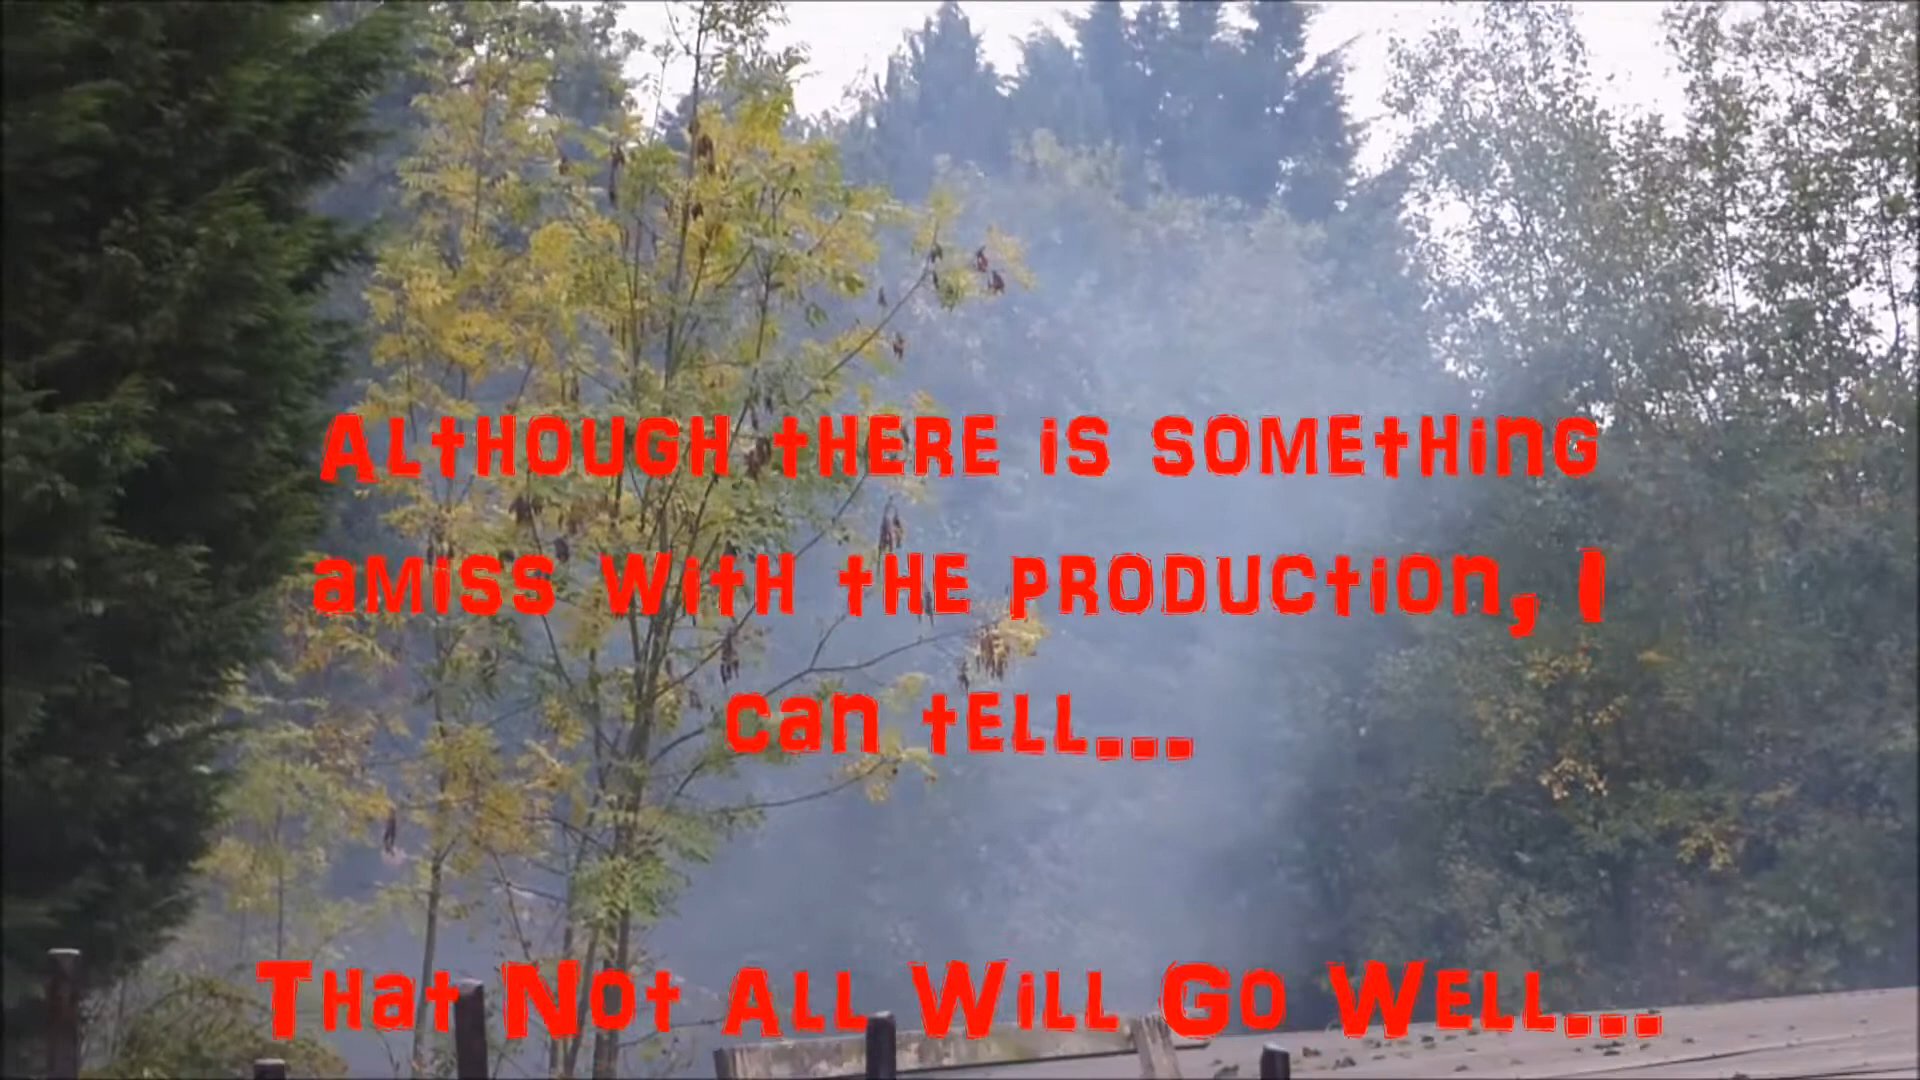 Although there is something
amiss with the production, I
can tell...
That Not All Will Go Well...